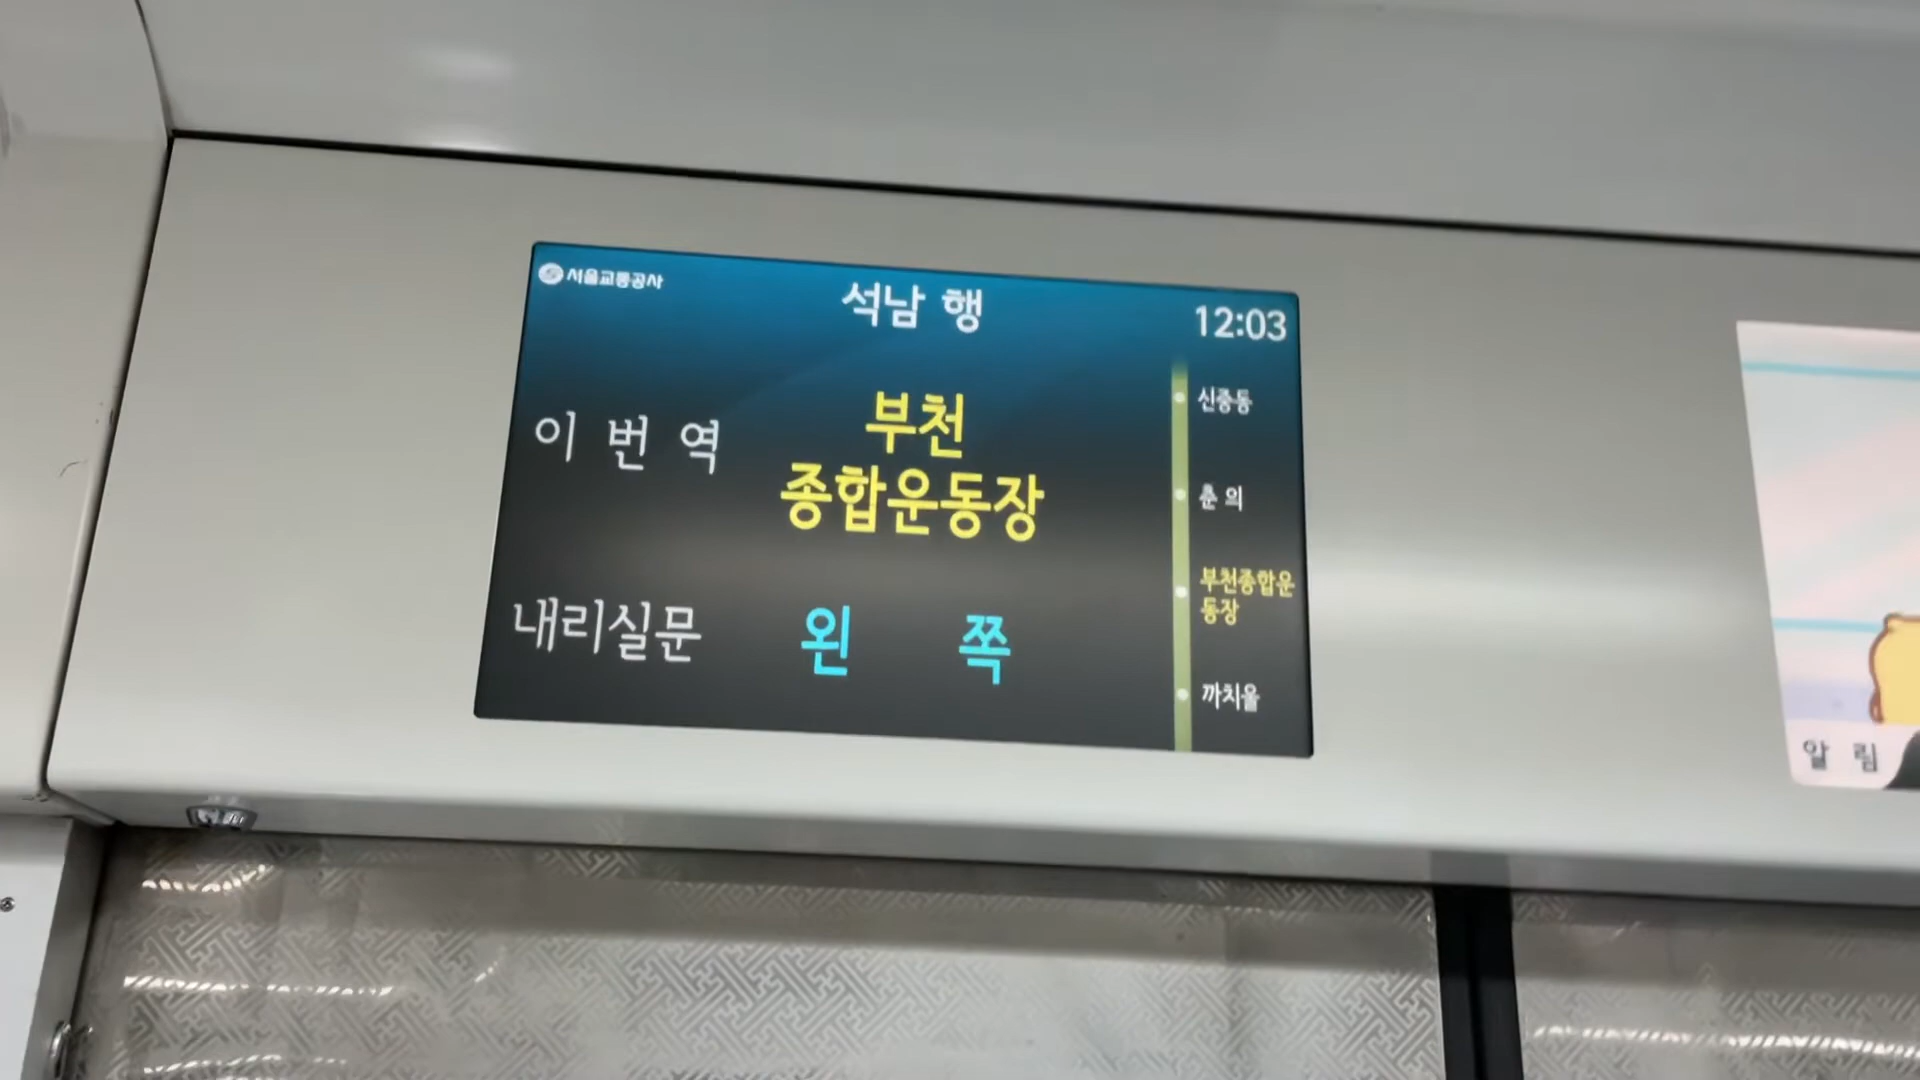 서울교통공사
석남 행
12:03
이 번 역
부천
종합운동장
내리실문
왼 쪽
신중동
춘 의
부천종합운
동장
까치울
알 림